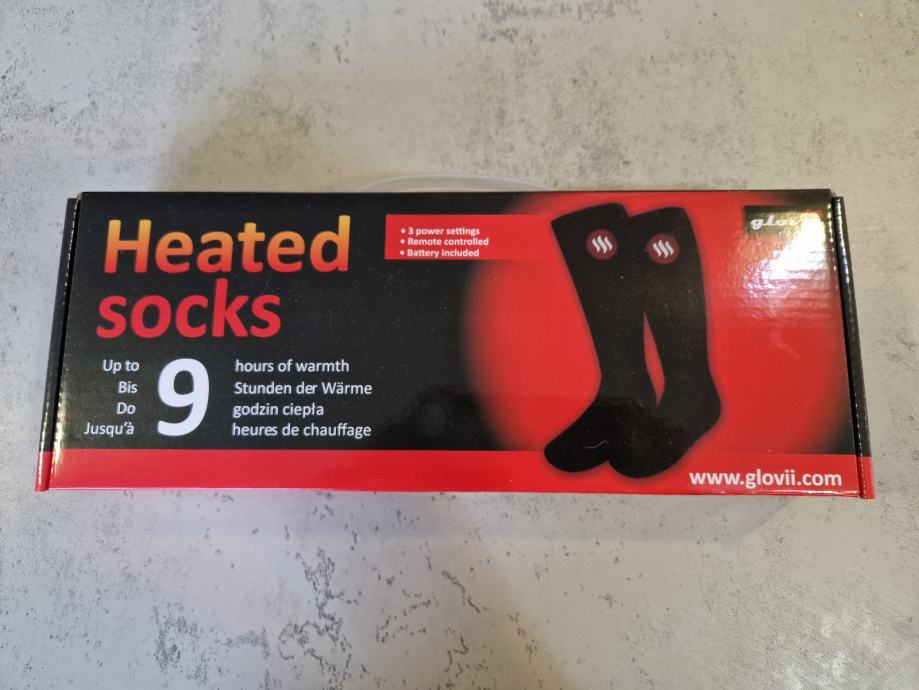 Heated
socks
• 3 power settings
• Remote controlled
• Battery included
Up to
Bis
Do
Jusqu'à
9
hours of warmth
Stunden der Wärme
godzin ciepła
heures de chauffage
glovii
www.glovii.com